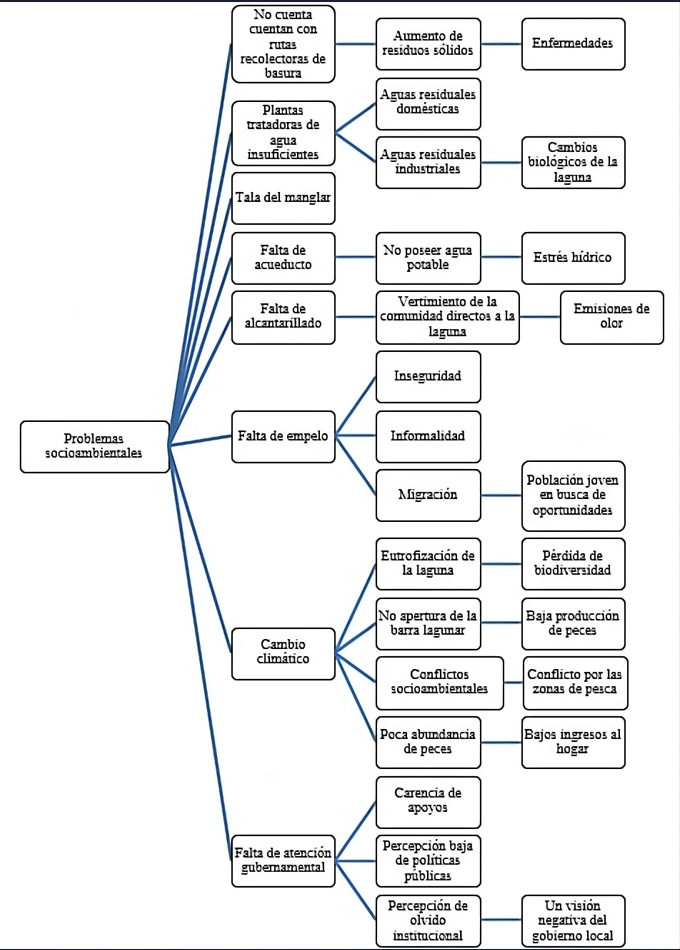 No cuenta
cuentan con
rutas
recolectoras de
basura
Aumento de
residuos sólidos
Enfermedades
Plantas
tratadoras de
agua
insuficientes
Aguas residuales
domésticas
Aguas residuales
industriales
Cambios
biológicos de la
laguna
Tala del manglar
Falta de
acueducto
No poseer agua
potable
Estrés hídrico
Falta de
alcantarillado
Vertimiento de la
comunidad directos a la
laguna
Emisiones de
olor
Problemas
socioambientales
Falta de empelo
Inseguridad
Informalidad
Migración
Población joven
en busca de
oportunidades
Cambio
climático
Eutrofización de
la laguna
Pérdida de
biodiversidad
No apertura de la
barra lagunar
Baja producción
de peces
Conflictos
socioambientales
Conflicto por las
zonas de pesca
Poca abundancia
de peces
Bajos ingresos al
hogar
Falta de atención
gubernamental
Carencia de
apoyos
Percepción baja
de políticas
públicas
Percepción de
olvido
institucional
Un visión
negativa del
gobierno local